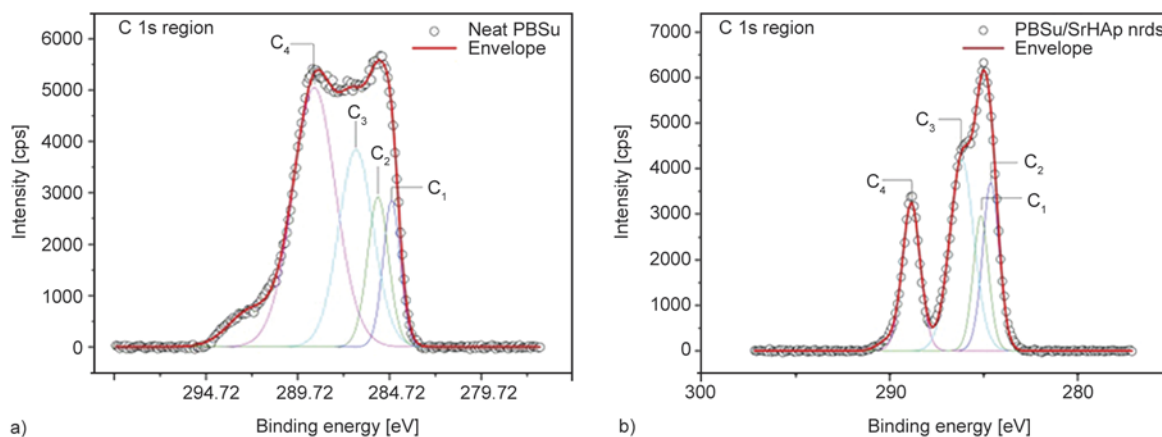 C 1s region
Neat PBSu
Envelope
C₄
C₃
C₂
C₁
6000
5000
4000
3000
2000
1000
0
Intensity [cps]
294.72 289.72 284.72 279.72
Binding energy [eV]
a)
C 1s region
PBSu/SrHAp nrds
Envelope
C₃
C₂
C₄
C₁
7000
6000
5000
4000
3000
2000
1000
0
Intensity [cps]
300 290 280
Binding energy [eV]
b)